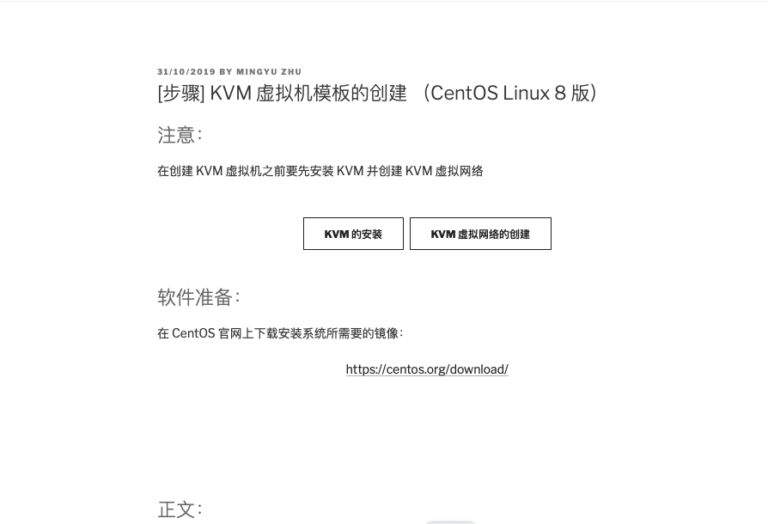 31/10/2019 BY MINGYU ZHU
[步骤] KVM 虚拟机模板的创建 （CentOS Linux 8 版）
注意：
在创建 KVM 虚拟机之前要先安装 KVM 并创建 KVM 虚拟网络
KVM 的安装
KVM 虚拟网络的创建
软件准备：
在 CentOS 官网上下载安装系统所需要的镜像：
https://centos.org/download/
正文：